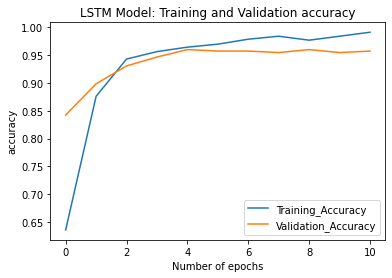 LSTM Model: Training and Validation accuracy
1.00
0.95
0.90
0.85
0.80
0.75
0.70
0.65
accuracy
Training_Accuracy
Validation_Accuracy
0 2 4 6 8 10
Number of epochs